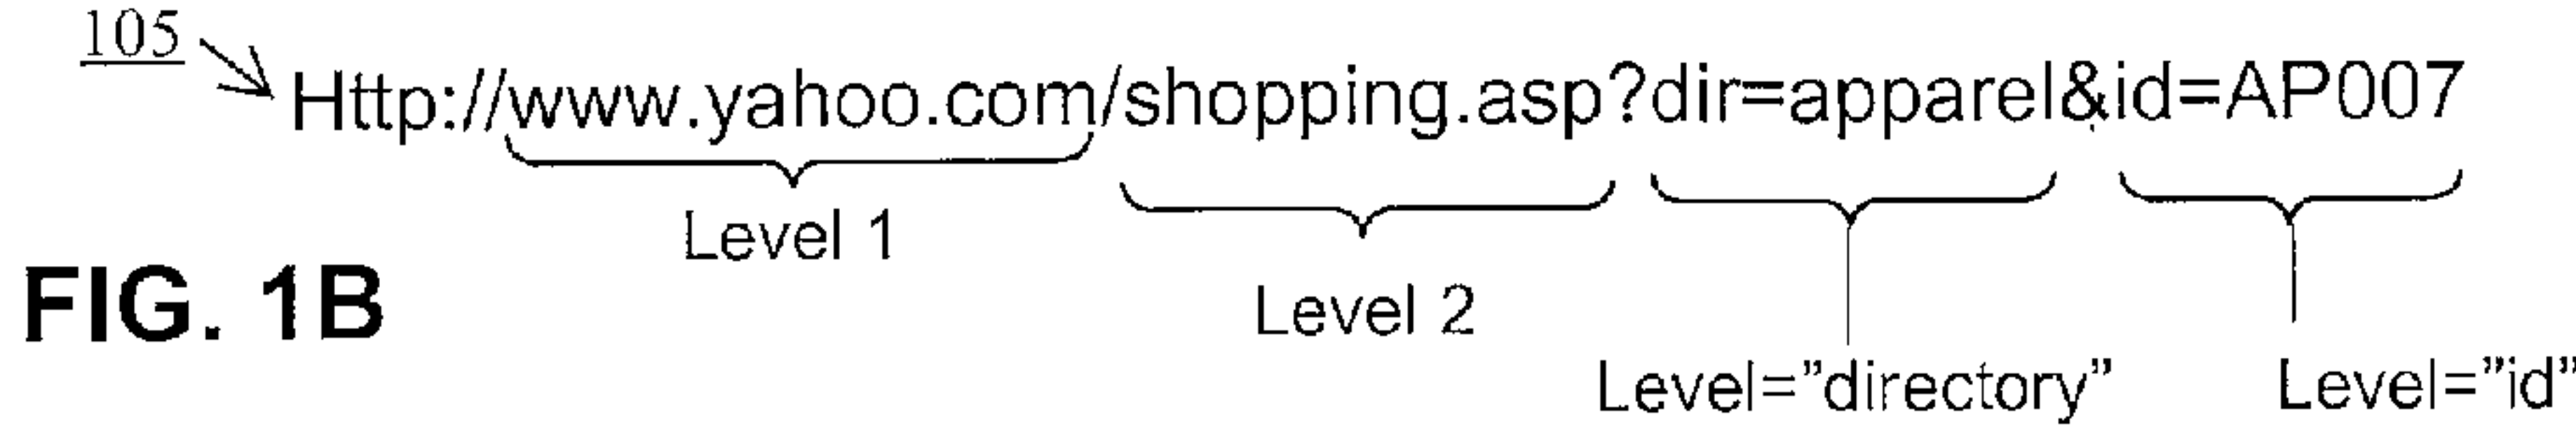 105
Http://www.yahoo.com/shopping.asp?dir=apparel&id=AP007
Level 1
Level 2
FIG. 1B
Level=”directory”
Level=”id”